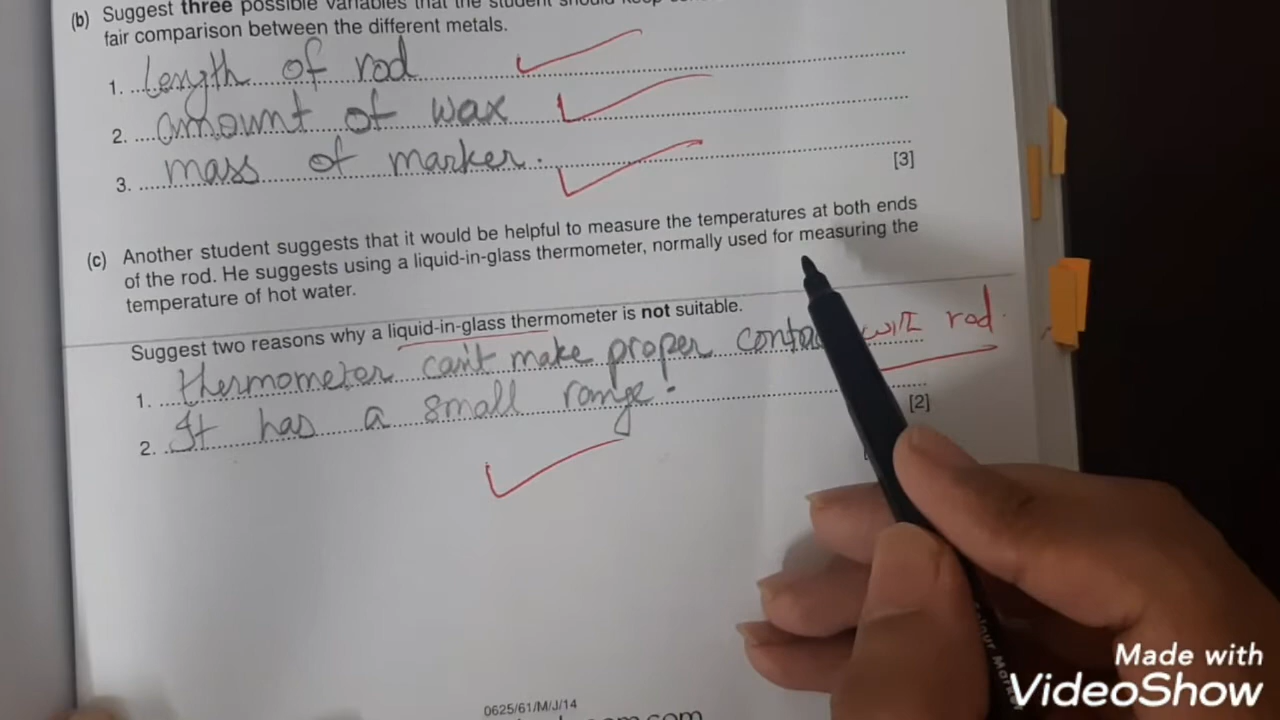 (b) Suggest three possible variables that the student should keep
fair comparison between the different metals.
1. Length of rod
2. amount of wax
3. mass of marker.
[3]
(c) Another student suggests that it would be helpful to measure the temperatures at both ends
of the rod. He suggests using a liquid-in-glass thermometer, normally used for measuring the
temperature of hot water.
Suggest two reasons why a liquid-in-glass thermometer is not suitable.
1. thermometer can't make proper contac with rod.
2. It has a small range.
[2]
0625/61/M/J/14
Made with
VideoShow